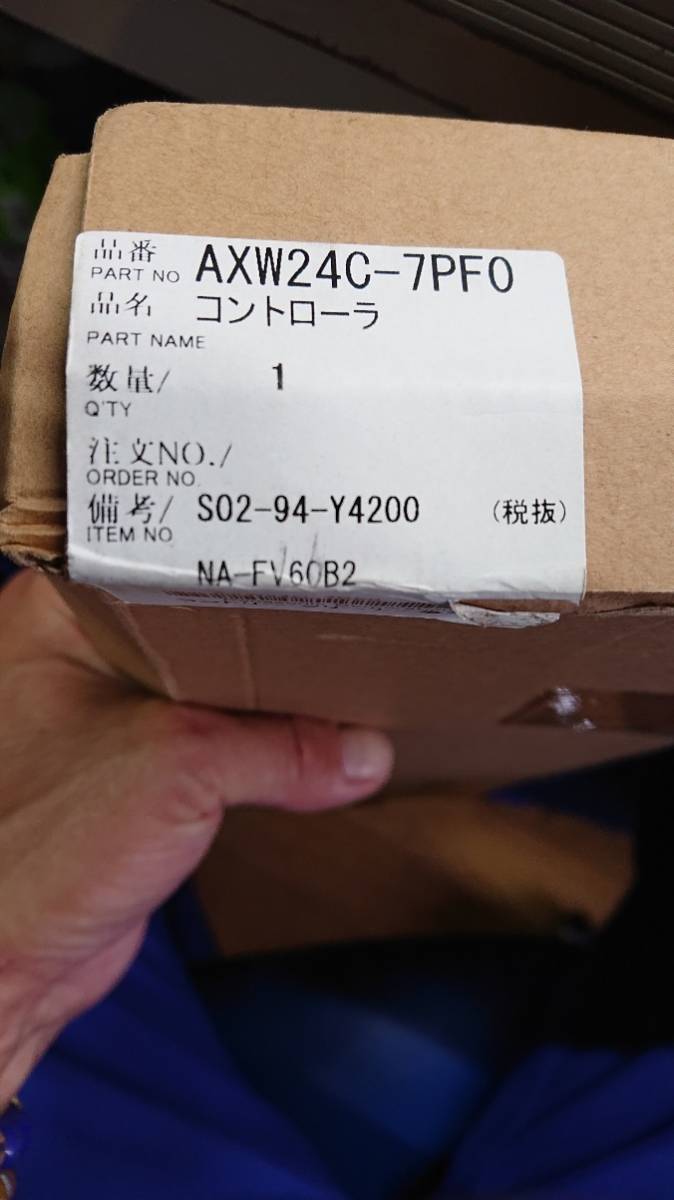 品番
PART NO AXW24C-7PF0
品名 コントローラ
PART NAME
数量/ 1
Q'TY
注文NO./
ORDER NO.
備考/ S02-94-Y4200 (税抜)
ITEM NO
NA-FV60B2